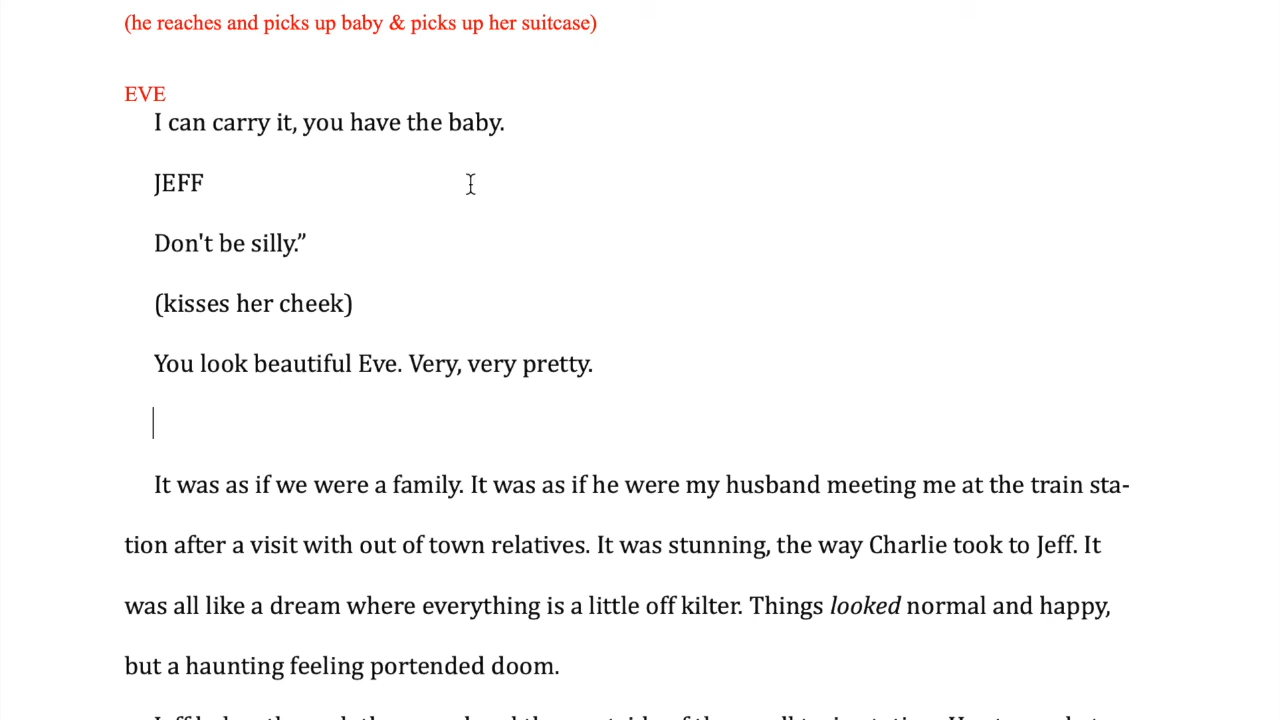 (he reaches and picks up baby & picks up her suitcase)
EVE
I can carry it, you have the baby.
JEFF
Don't be silly.”
(kisses her cheek)
You look beautiful Eve. Very, very pretty.
It was as if we were a family. It was as if he were my husband meeting me at the train sta-
tion after a visit with out of town relatives. It was stunning, the way Charlie took to Jeff. It
was all like a dream where everything is a little off kilter. Things looked normal and happy,
but a haunting feeling portended doom.